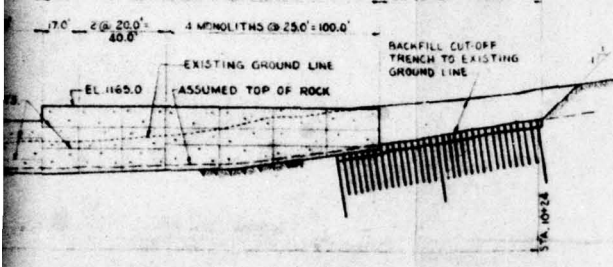 17.0' 2 @ 20.0'= 4 MONOLITHS @ 25.0'=100.0'
40.0'
BACKFILL CUT-OFF
TRENCH TO EXISTING
GROUND LINE
EXISTING GROUND LINE
EL.1165.0
ASSUMED TOP OF ROCK
STA. 10+24